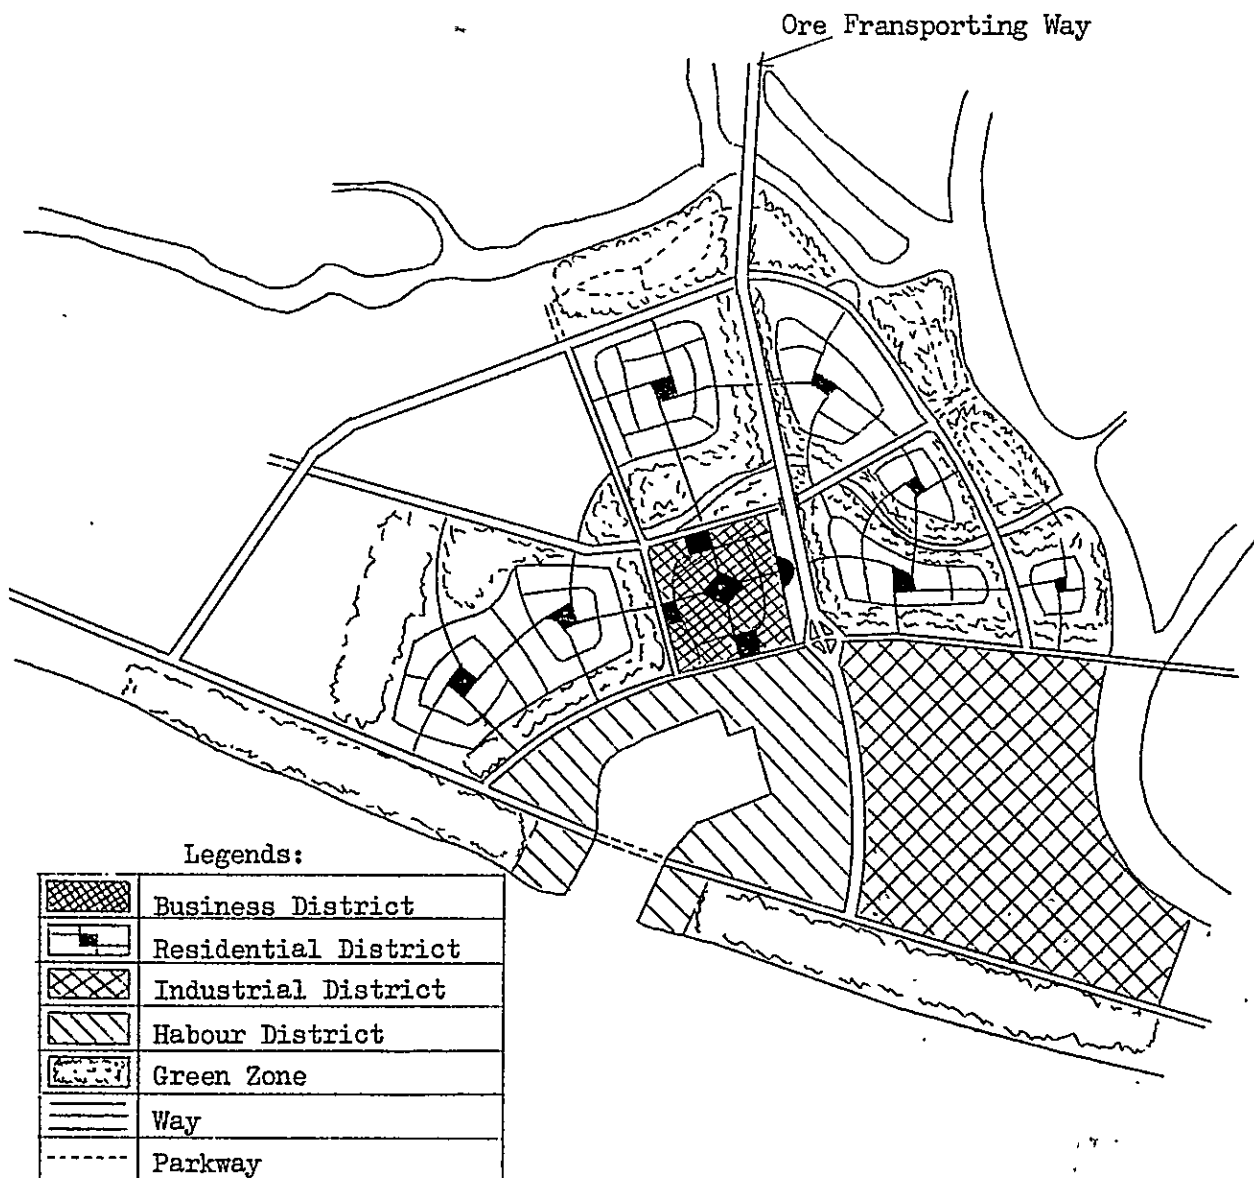 Ore Fransporting Way
Legends:
Business District
Residential District
Industrial District
Habour District
Green Zone
Way
Parkway